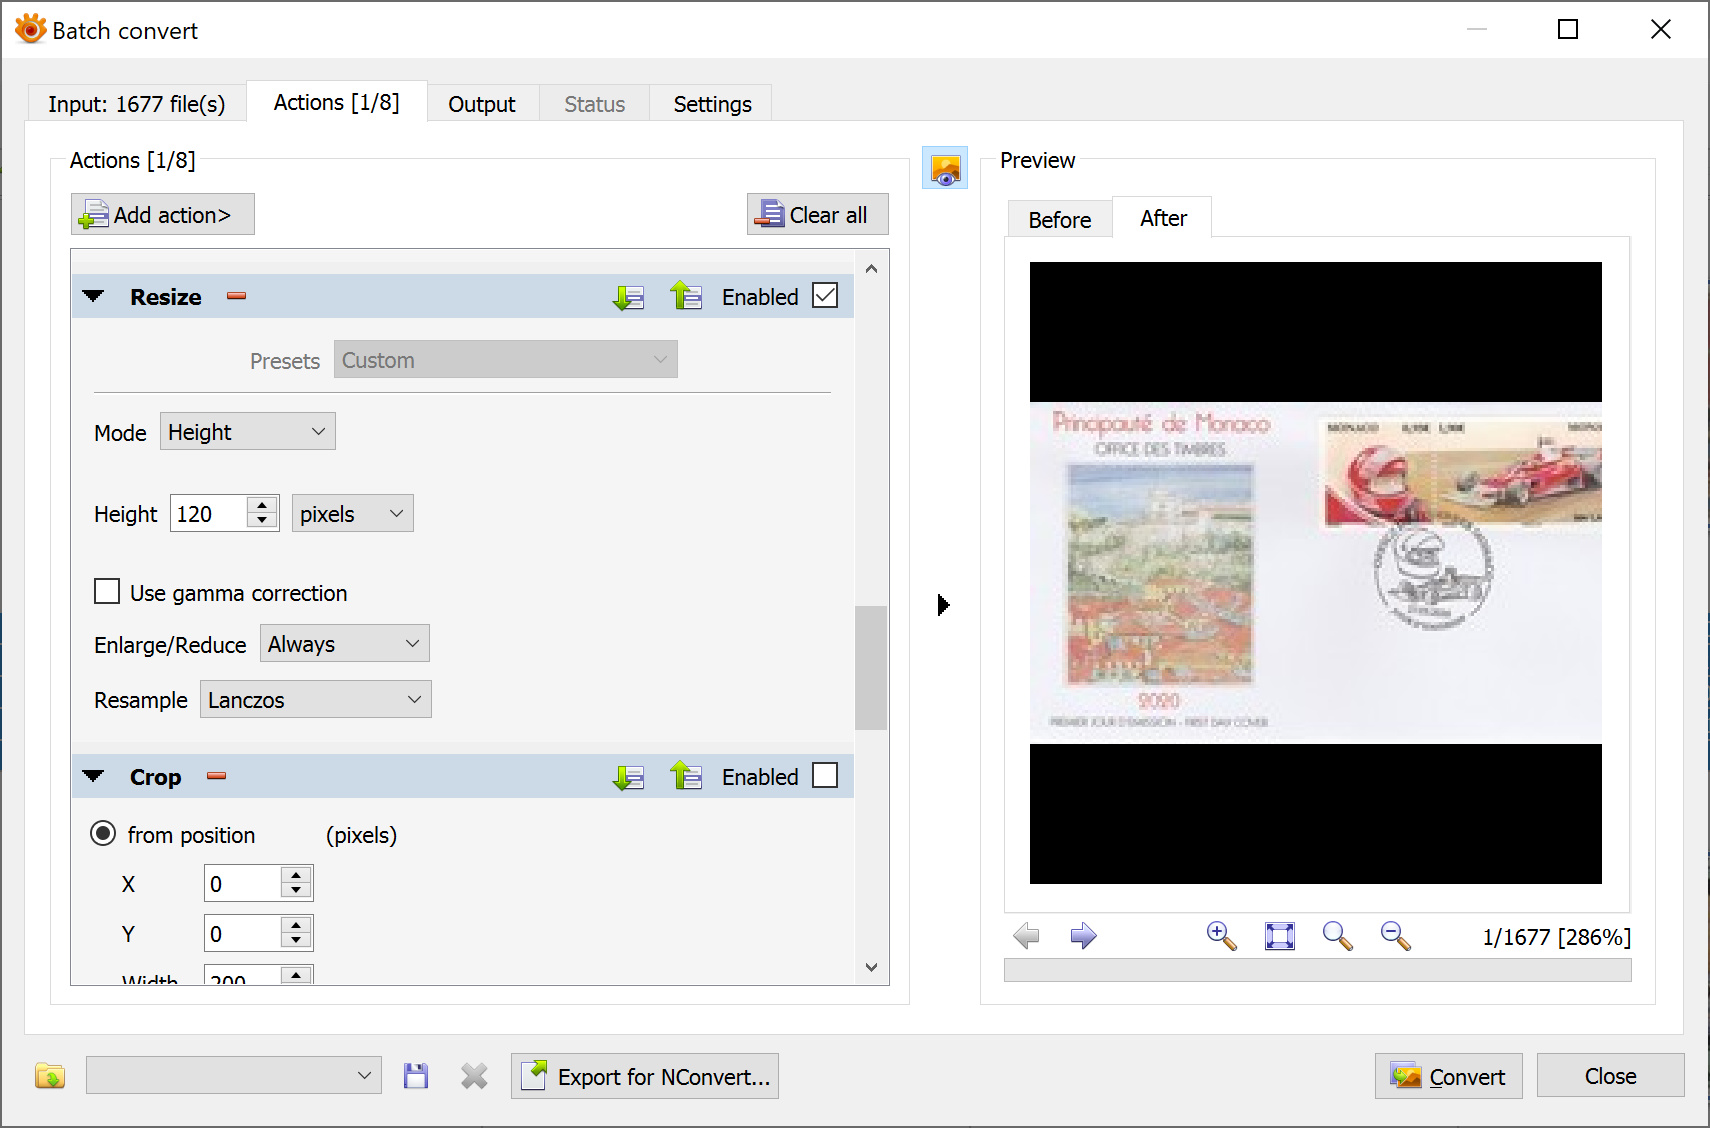 Batch convert
Input: 1677 file(s)
Actions [1/8]
Output
Status
Settings
Actions [1/8]
Add action>
Clear all
Resize
Enabled
Presets
Custom
Mode
Height
Height
120
pixels
Use gamma correction
Enlarge/Reduce
Always
Resample
Lanczos
Crop
Enabled
from position
(pixels)
X
0
Y
0
Width
200
Preview
Before
After
Principauté de Monaco
OFFICE DES TIMBRES
MONACO
2020
PREMIER JOUR D'EMISSION - FIRST DAY COVER
1/1677 [286%]
Export for NConvert...
Convert
Close